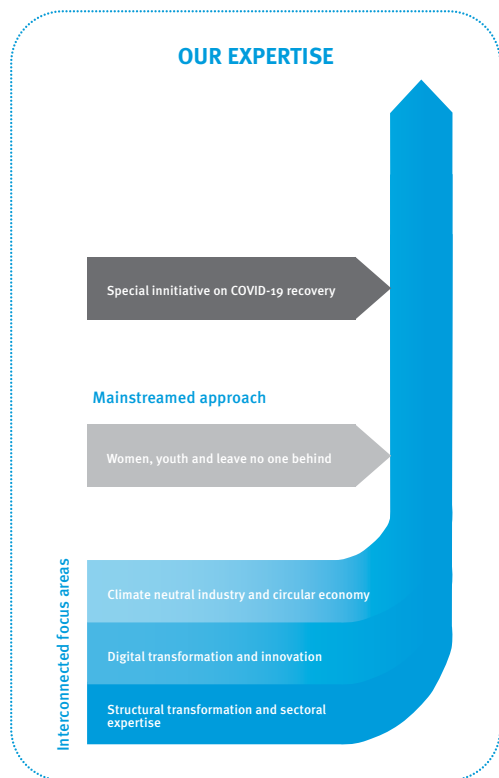 OUR EXPERTISE
Special innitiative on COVID-19 recovery
Mainstreamed approach
Women, youth and leave no one behind
Interconnected focus areas
Climate neutral industry and circular economy
Digital transformation and innovation
Structural transformation and sectoral
expertise